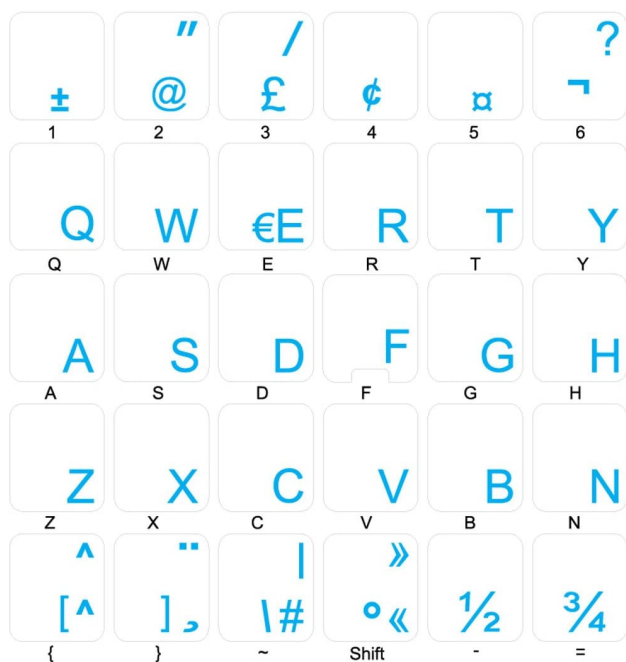 " / ?
± @ £ ¢ ¤ ¬
1 2 3 4 5 6
Q W €E R T Y
Q W E R T Y
A S D F G H
A S D F G H
Z X C V B N
Z X C V B N
^ ¨ | »
[^ ]¸ \# °« ½ ¾
{ } ~ Shift - =